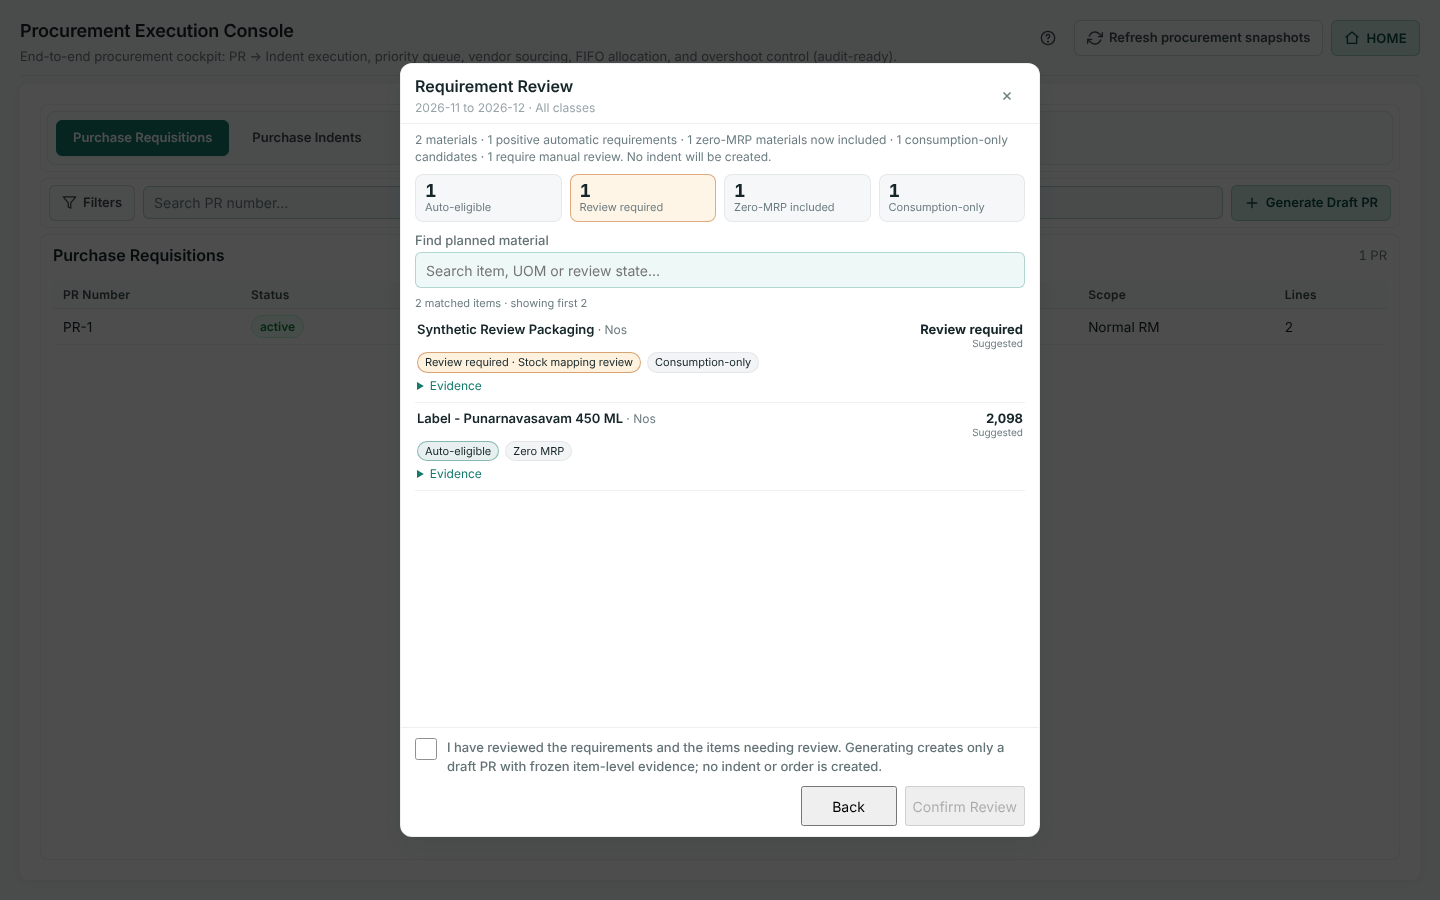 Procurement Execution Console
End-to-end procurement cockpit: PR → Indent execution, priority queue, vendor sourcing, FIFO allocation, and overshoot control (audit-ready).
Refresh procurement snapshots
HOME
Purchase Requisitions
Purchase Indents
Filters
Search PR number...
+ Generate Draft PR
Purchase Requisitions
1 PR
PR Number
Status
Scope
Lines
PR-1
active
Normal RM
2
Requirement Review
2026-11 to 2026-12 · All classes
×
2 materials · 1 positive automatic requirements · 1 zero-MRP materials now included · 1 consumption-only
candidates · 1 require manual review. No indent will be created.
1
Auto-eligible
1
Review required
1
Zero-MRP included
1
Consumption-only
Find planned material
Search item, UOM or review state...
2 matched items · showing first 2
Synthetic Review Packaging · Nos
Review required
Suggested
Review required · Stock mapping review
Consumption-only
Evidence
Label - Punarnavasavam 450 ML · Nos
2,098
Suggested
Auto-eligible
Zero MRP
Evidence
I have reviewed the requirements and the items needing review. Generating creates only a
draft PR with frozen item-level evidence; no indent or order is created.
Back
Confirm Review